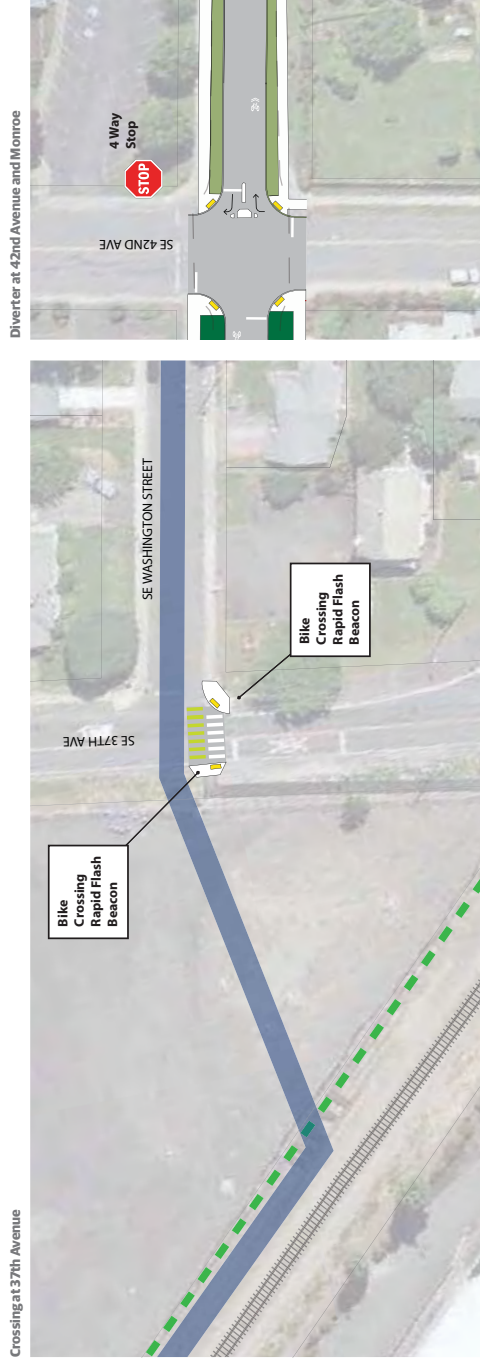 Crossing at 37th Avenue
Bike
Crossing
Rapid Flash
Beacon
SE 37TH AVE
SE WASHINGTON STREET
Bike
Crossing
Rapid Flash
Beacon
Diverter at 42nd Avenue and Monroe
SE 42ND AVE
4 Way
Stop
STOP